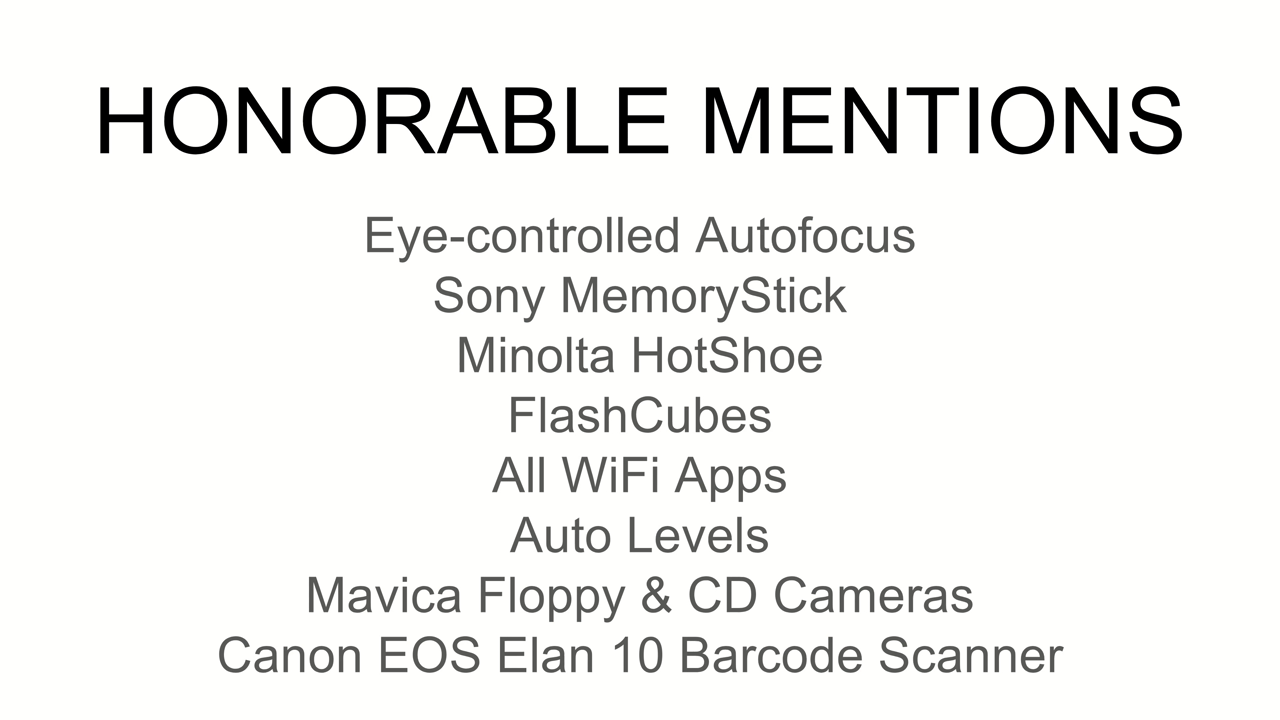 HONORABLE MENTIONS
Eye-controlled Autofocus
Sony MemoryStick
Minolta HotShoe
FlashCubes
All WiFi Apps
Auto Levels
Mavica Floppy & CD Cameras
Canon EOS Elan 10 Barcode Scanner